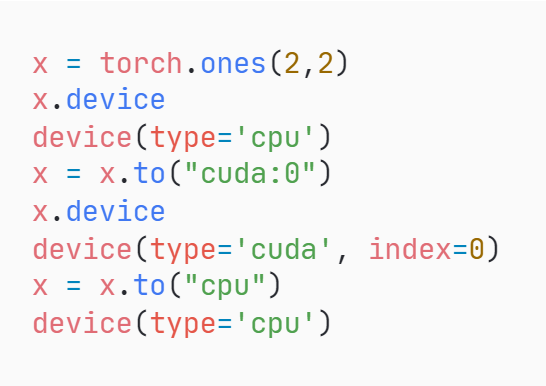 x = torch.ones(2,2)
x.device
device(type='cpu')
x = x.to("cuda:0")
x.device
device(type='cuda', index=0)
x = x.to("cpu")
device(type='cpu')